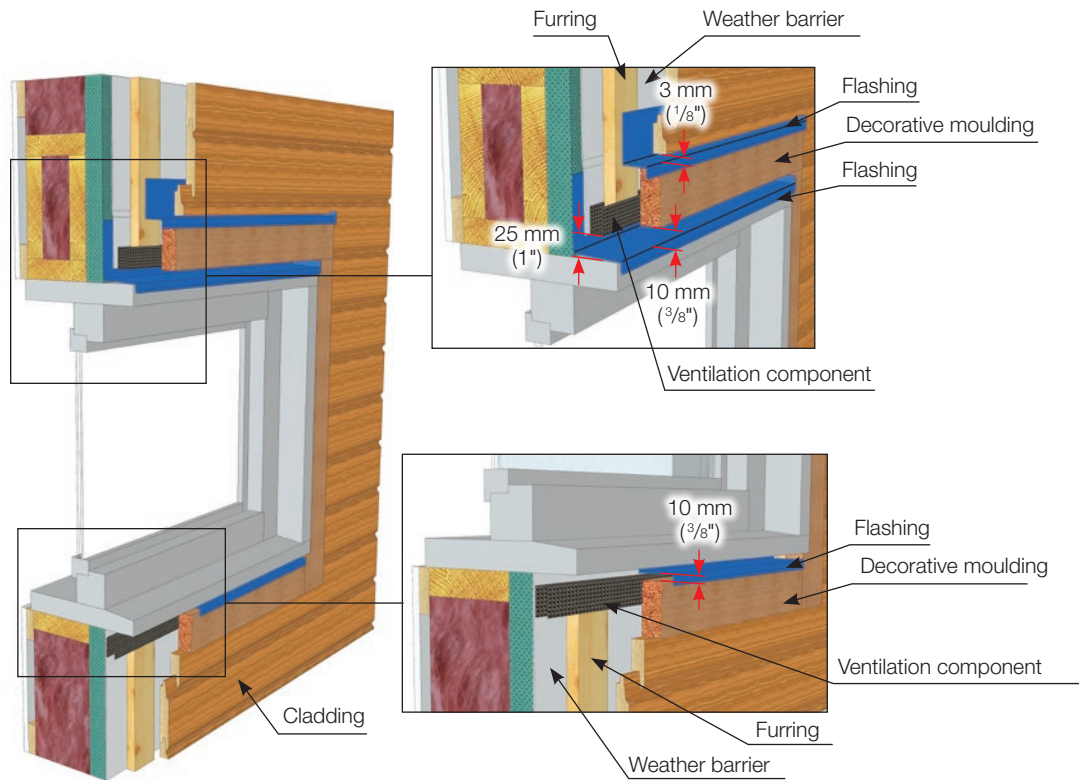 Furring
Weather barrier
3 mm
(1/8")
Flashing
Decorative moulding
Flashing
25 mm
(1")
10 mm
(3/8")
Ventilation component
10 mm
(3/8")
Flashing
Decorative moulding
Ventilation component
Cladding
Furring
Weather barrier